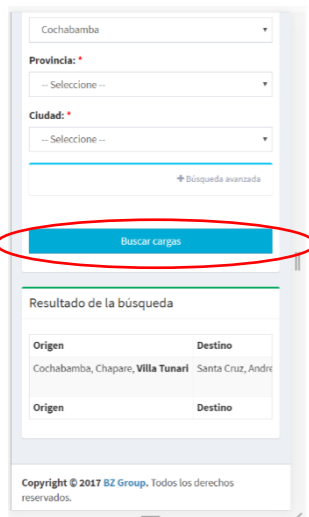 Cochabamba
Provincia: *
-- Seleccione --
Ciudad: *
-- Seleccione --
+ Búsqueda avanzada
Buscar cargas
Resultado de la búsqueda
Origen Destino
Cochabamba, Chapare, Villa Tunari Santa Cruz, Andre
Origen Destino
Copyright © 2017 BZ Group. Todos los derechos
reservados.